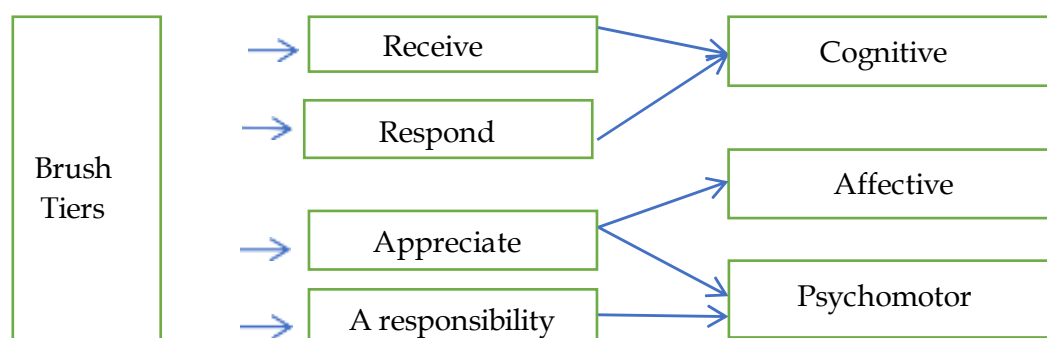 Brush
Tiers
Receive
Respond
Appreciate
A responsibility
Cognitive
Affective
Psychomotor